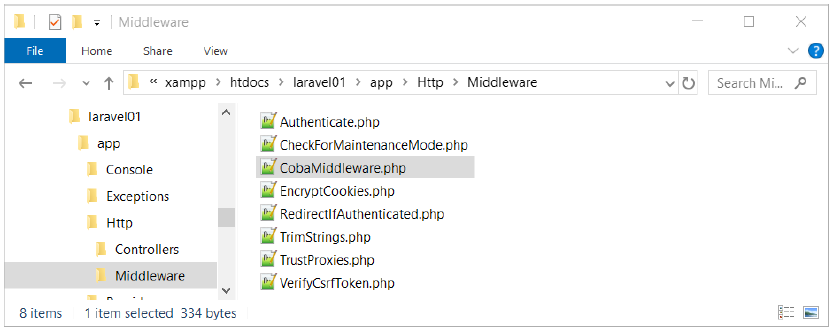 Middleware
File Home Share View
« xampp > htdocs > laravel01 > app > Http > Middleware Search Mi...
laravel01
app
Console
Exceptions
Http
Controllers
Middleware
Authenticate.php
CheckForMaintenanceMode.php
CobaMiddleware.php
EncryptCookies.php
RedirectIfAuthenticated.php
TrimStrings.php
TrustProxies.php
VerifyCsrfToken.php
8 items 1 item selected 334 bytes